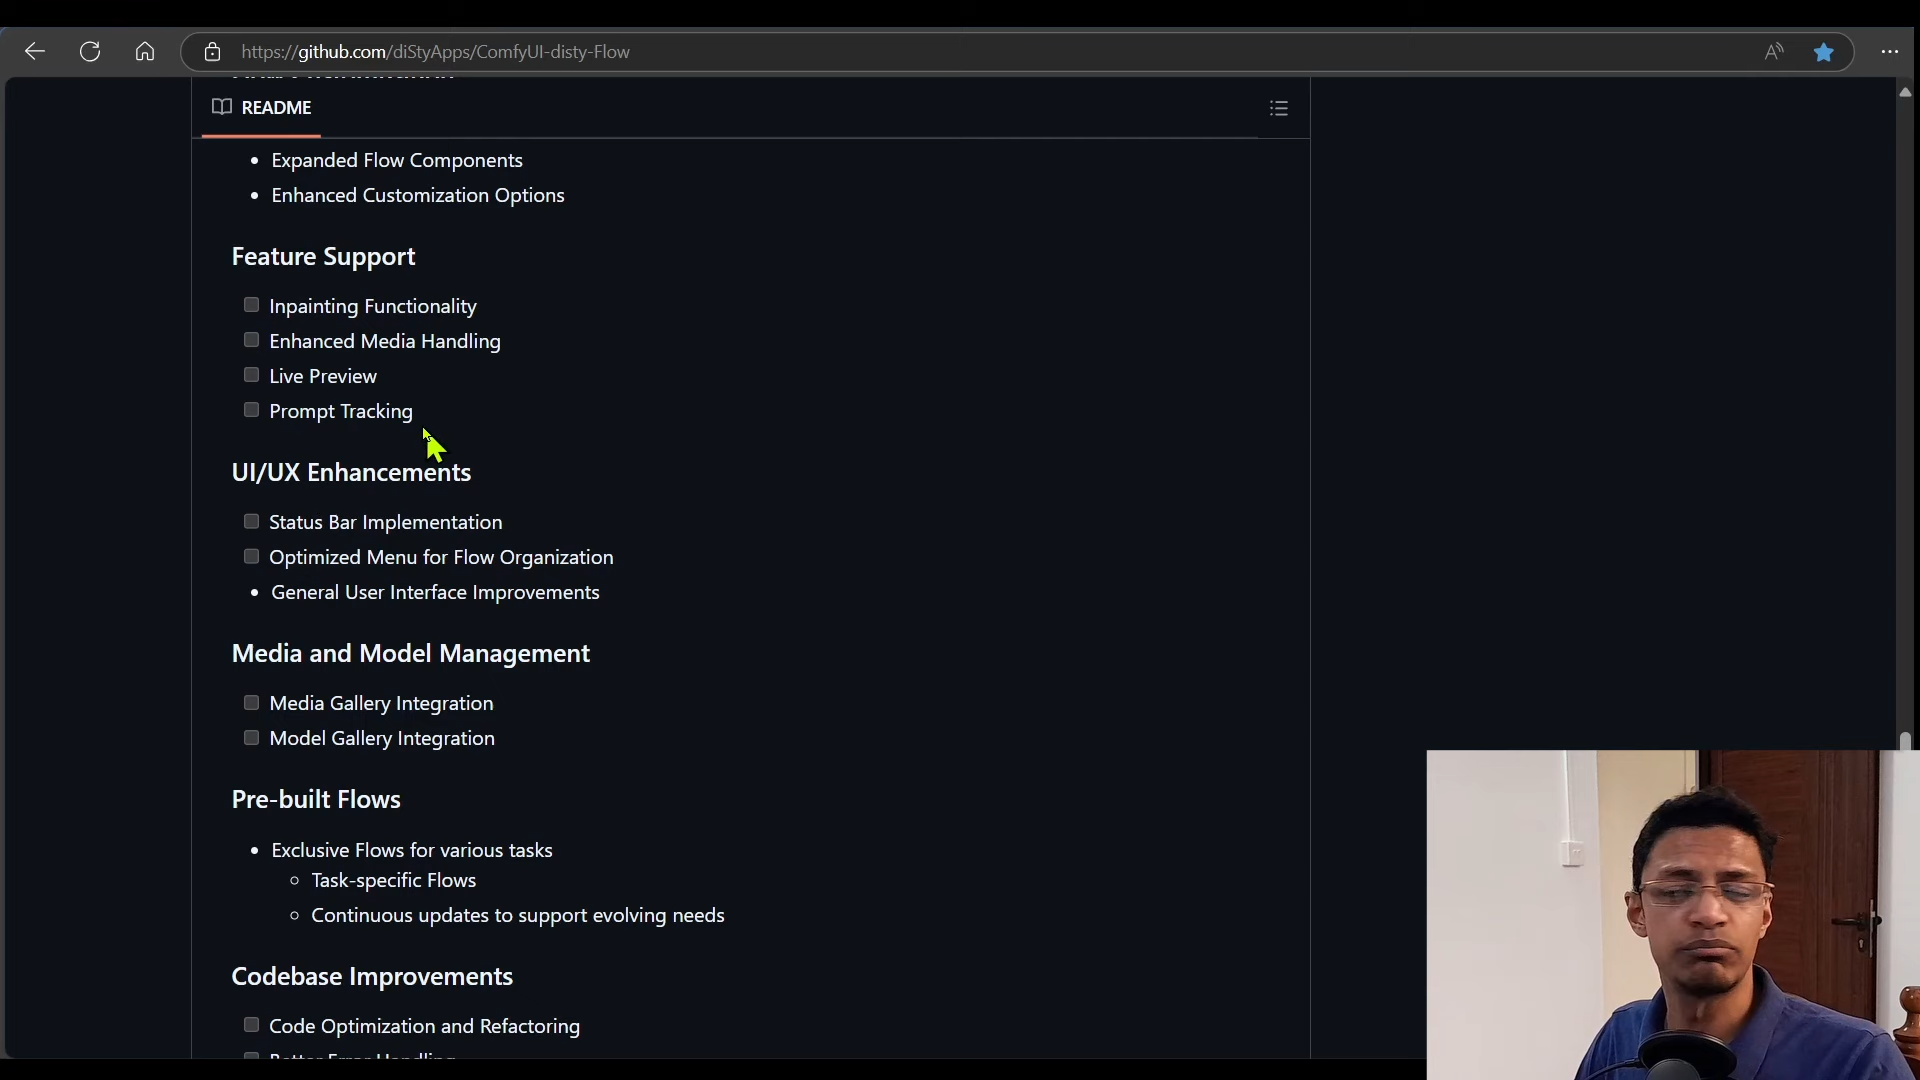 https://github.com/diStyApps/ComfyUI-disty-Flow
README
Expanded Flow Components
Enhanced Customization Options
Feature Support
Inpainting Functionality
Enhanced Media Handling
Live Preview
Prompt Tracking
UI/UX Enhancements
Status Bar Implementation
Optimized Menu for Flow Organization
General User Interface Improvements
Media and Model Management
Media Gallery Integration
Model Gallery Integration
Pre-built Flows
Exclusive Flows for various tasks
Task-specific Flows
Continuous updates to support evolving needs
Codebase Improvements
Code Optimization and Refactoring
Better Error Handling